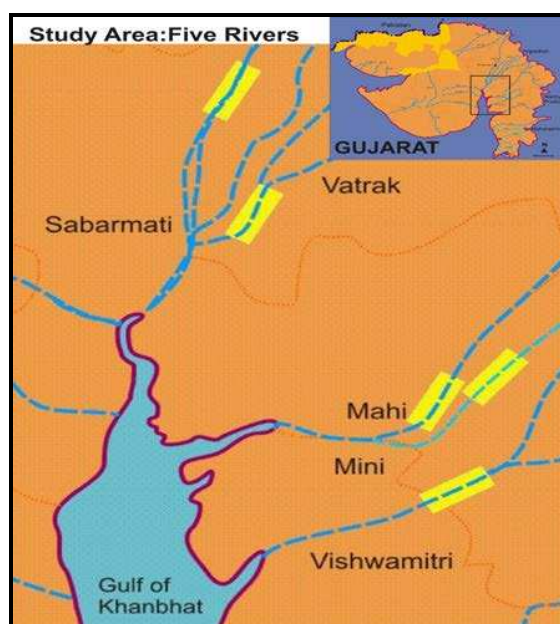 Study Area:Five Rivers
GUJARAT
Vatrak
Sabarmati
Mahi
Mini
Vishwamitri
Gulf of
Khanbhat